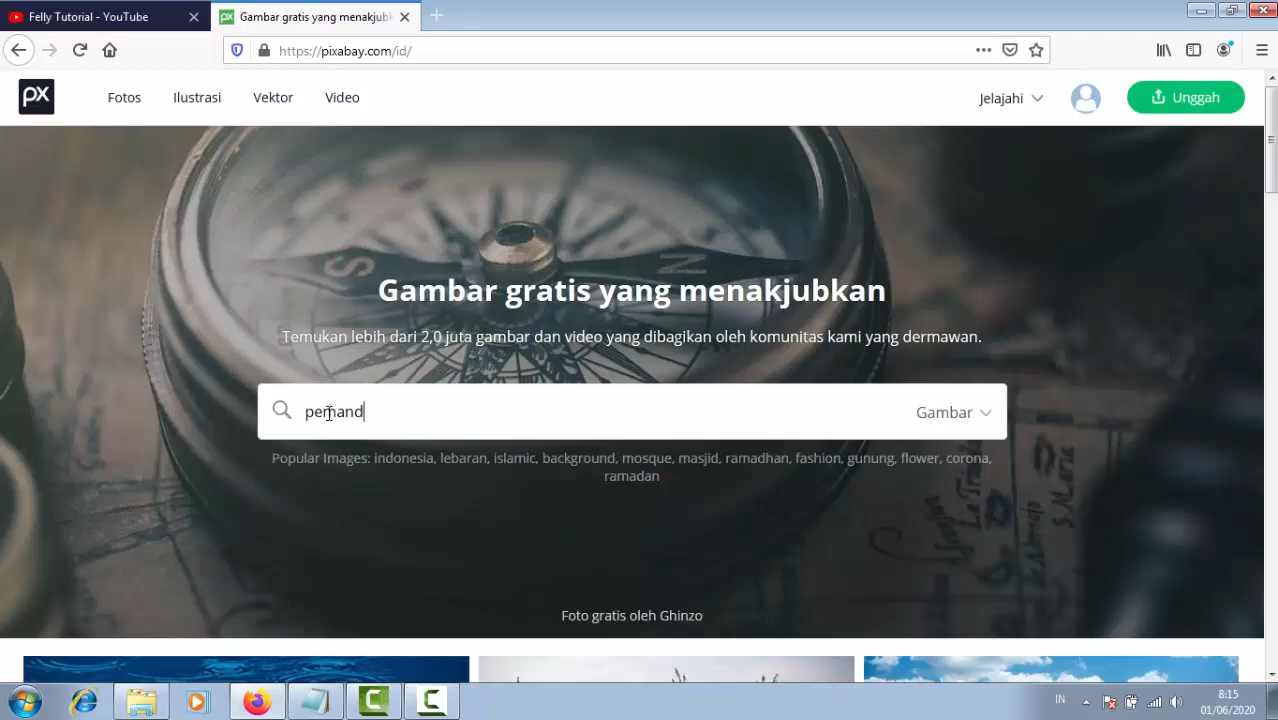 Felly Tutorial - YouTube
Gambar gratis yang menakjubk
https://pixabay.com/id/
px
Fotos
Ilustrasi
Vektor
Video
Jelajahi
Unggah
S
N
Gambar gratis yang menakjubkan
Temukan lebih dari 2,0 juta gambar dan video yang dibagikan oleh komunitas kami yang dermawan.
pemand
Gambar
Popular Images: indonesia, lebaran, islamic, background, mosque, masjid, ramadhan, fashion, gunung, flower, corona,
ramadan
Foto gratis oleh Ghinzo
IN
8:15
01/06/2020